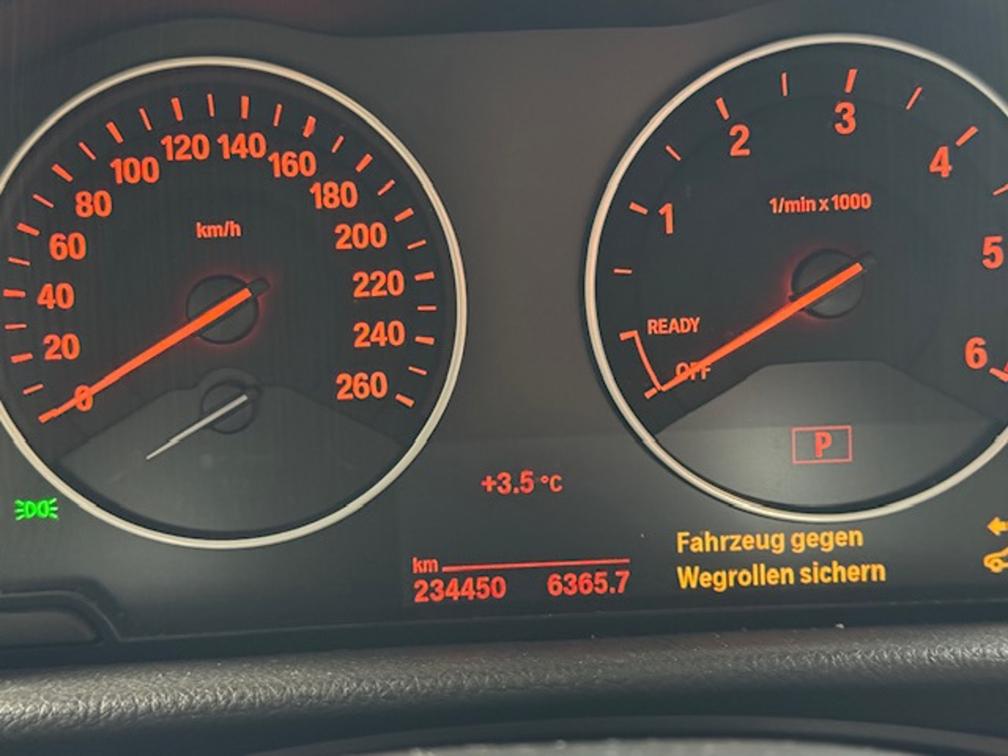 0
20
40
60
80
100
120
140
160
180
200
220
240
260
km/h
OFF
READY
1
2
3
4
5
6
1/min x 1000
P
+3.5 °C
km
234450 6365.7
Fahrzeug gegen
Wegrollen sichern